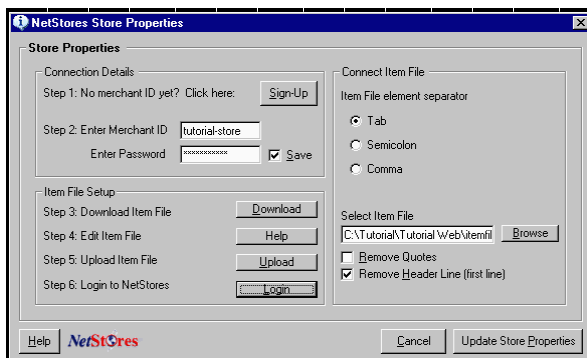 NetStores Store Properties
Store Properties
Connection Details
Step 1: No merchant ID yet? Click here:
Sign-Up
Step 2: Enter Merchant ID
tutorial-store
Enter Password
xxxxxxxxxxx
Save
Item File Setup
Step 3: Download Item File
Download
Step 4: Edit Item File
Help
Step 5: Upload Item File
Upload
Step 6: Login to NetStores
Login
Connect Item File
Item File element separator
Tab
Semicolon
Comma
Select Item File
C:\Tutorial\Tutorial Web\itemfil
Browse
Remove Quotes
Remove Header Line (first line)
Help
NetStores
Cancel
Update Store Properties